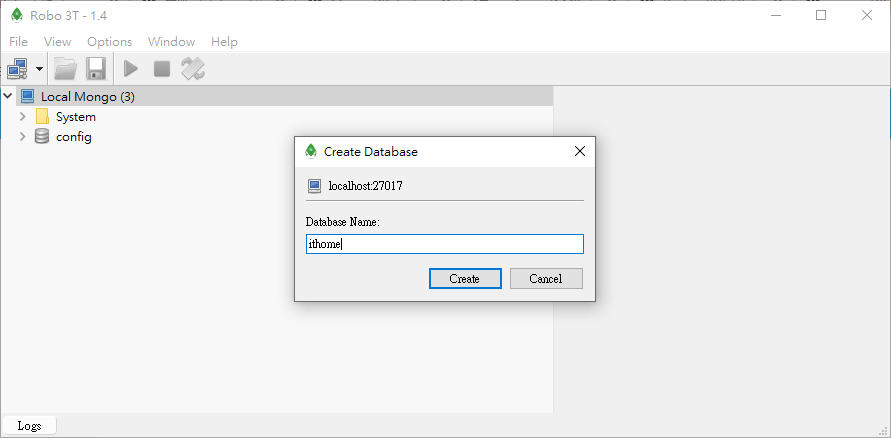 Robo 3T - 1.4
File View Options Window Help
Local Mongo (3)
System
config
Create Database
localhost:27017
Database Name:
ithome
Create Cancel
Logs